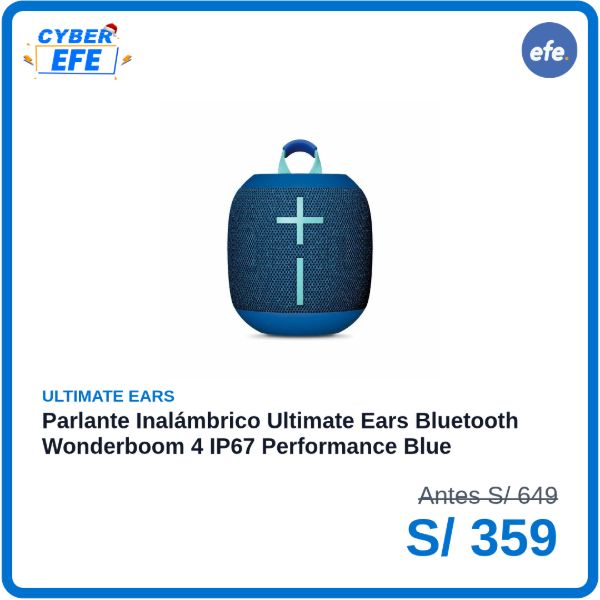 CYBER
EFE
efe.
ULTIMATE EARS
Parlante Inalámbrico Ultimate Ears Bluetooth
Wonderboom 4 IP67 Performance Blue
Antes S/ 649
S/ 359